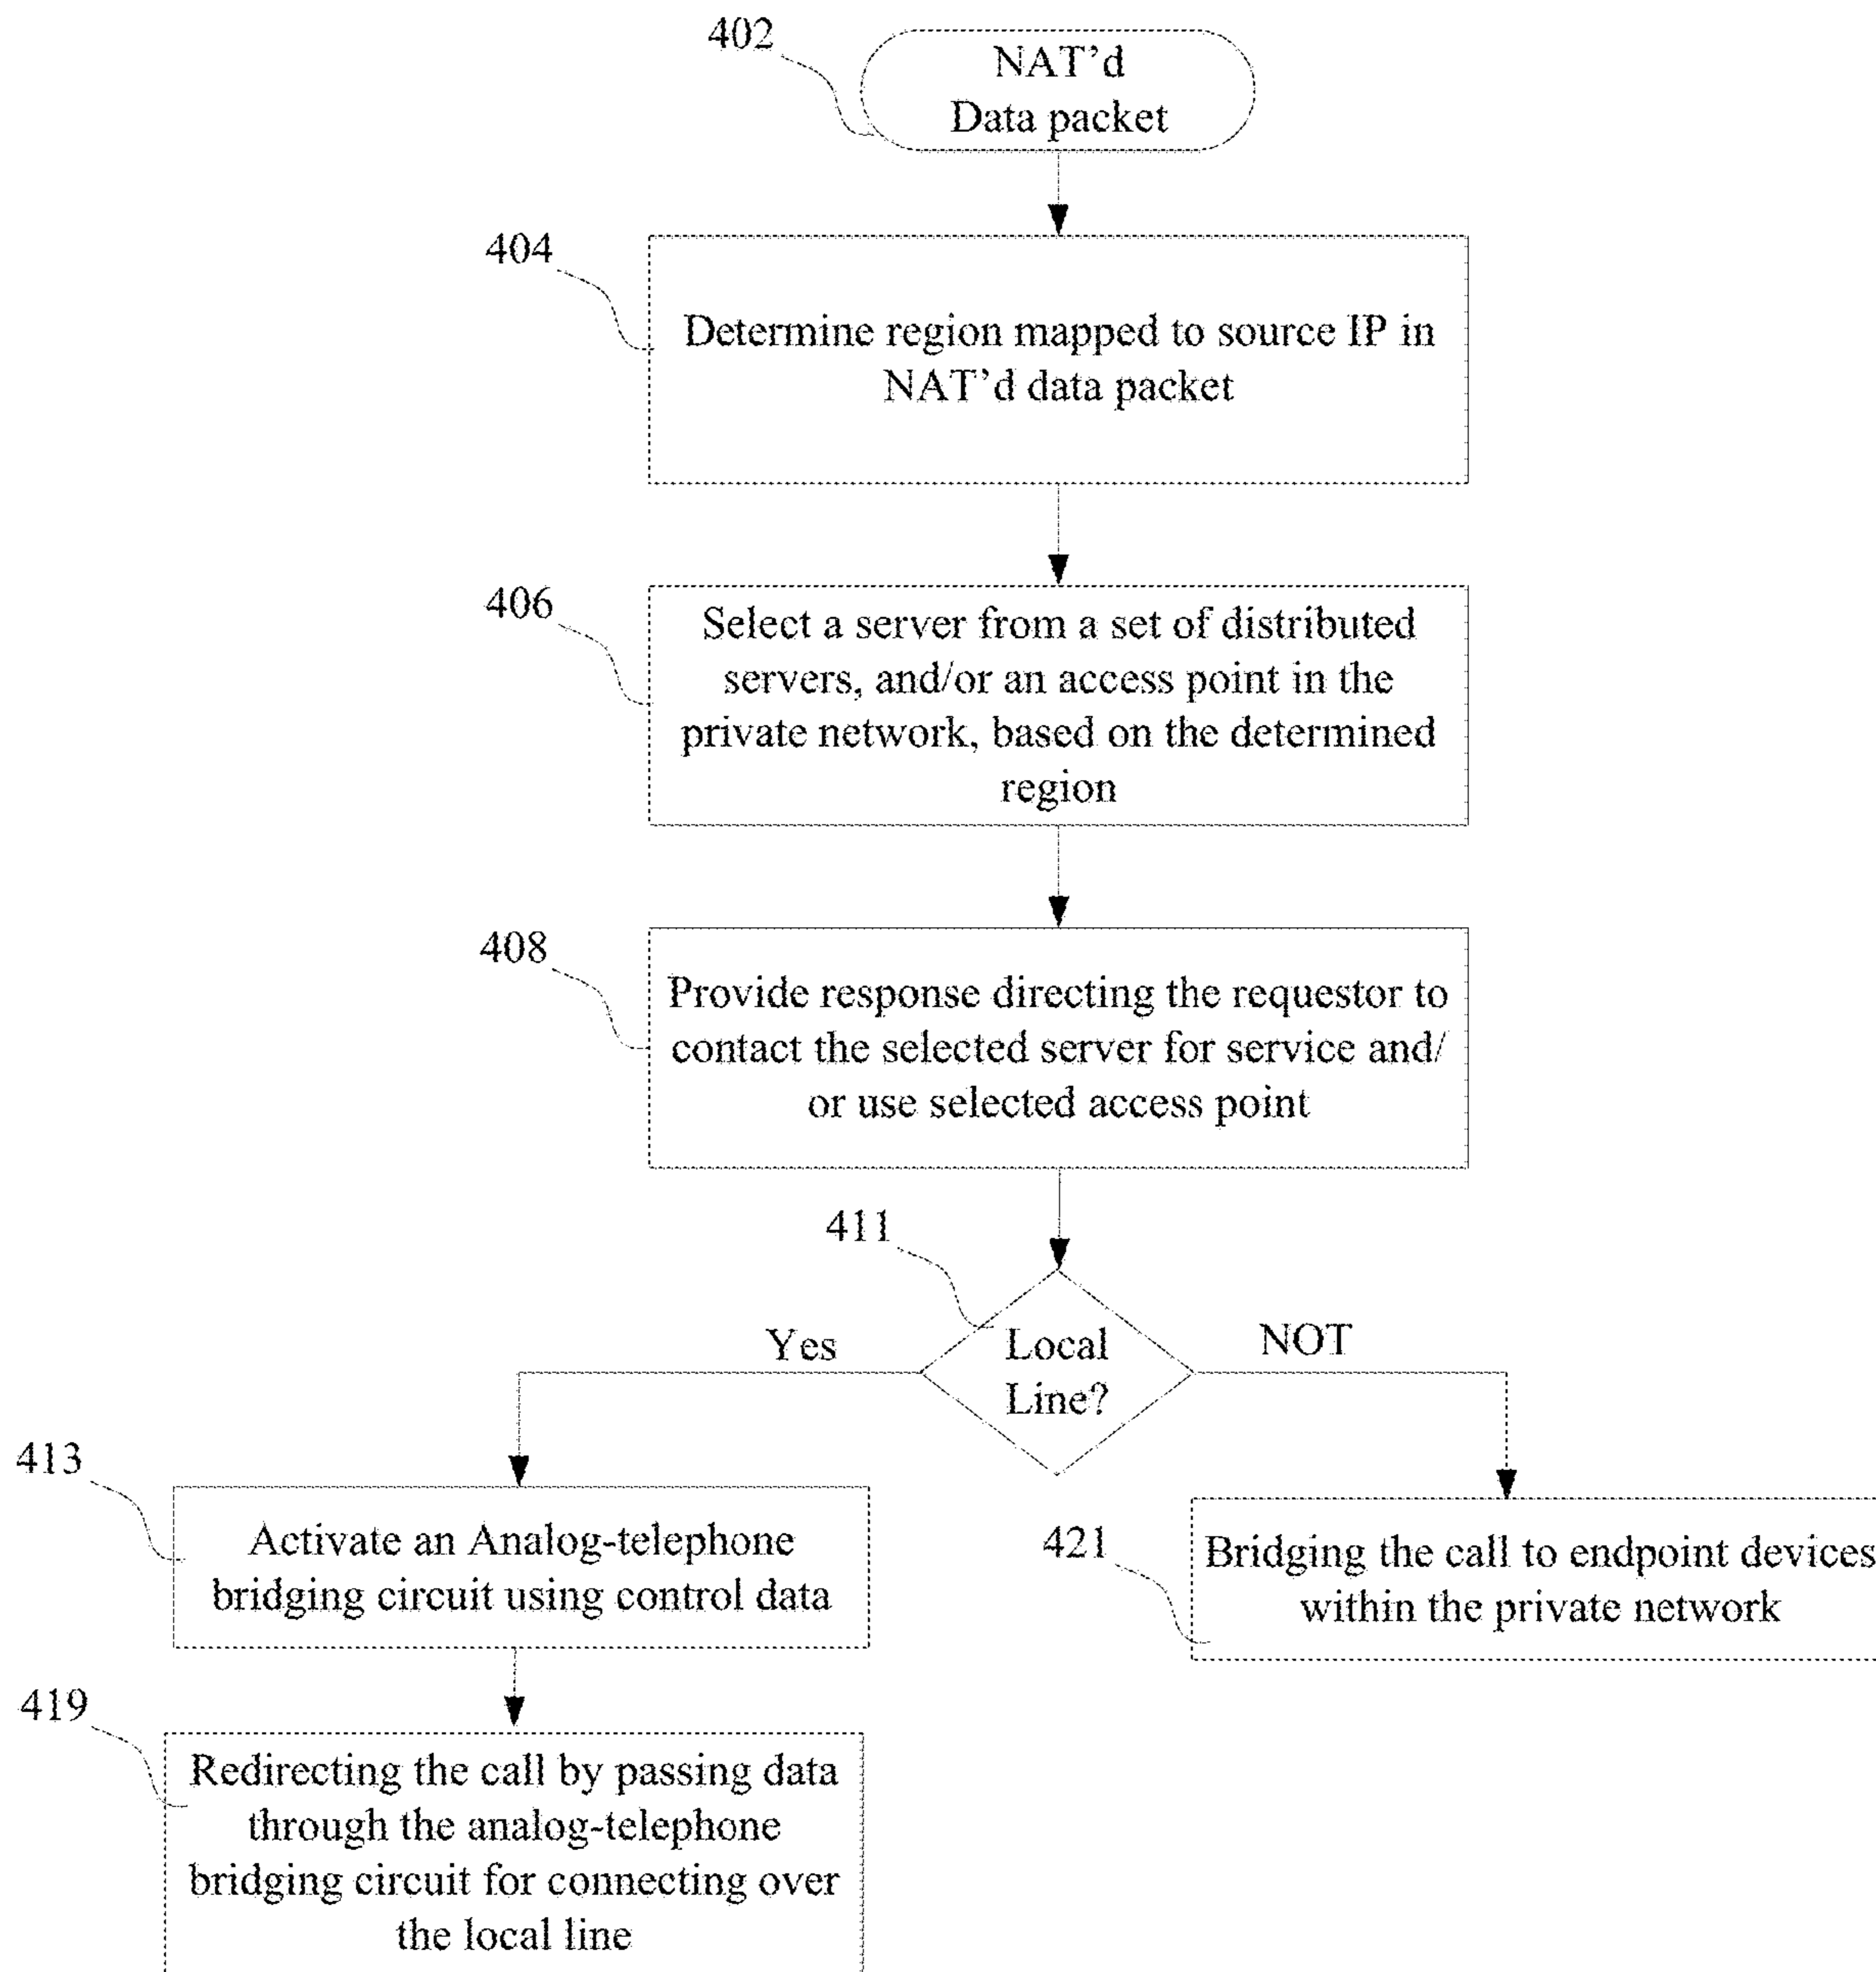 402
NAT’d
Data packet
404
Determine region mapped to source IP in
NAT’d data packet
406
Select a server from a set of distributed
servers, and/or an access point in the
private network, based on the determined
region
408
Provide response directing the requestor to
contact the selected server for service and/
or use selected access point
411
Local
Line?
Yes
NOT
413
Activate an Analog-telephone
bridging circuit using control data
421
Bridging the call to endpoint devices
within the private network
419
Redirecting the call by passing data
through the analog-telephone
bridging circuit for connecting over
the local line